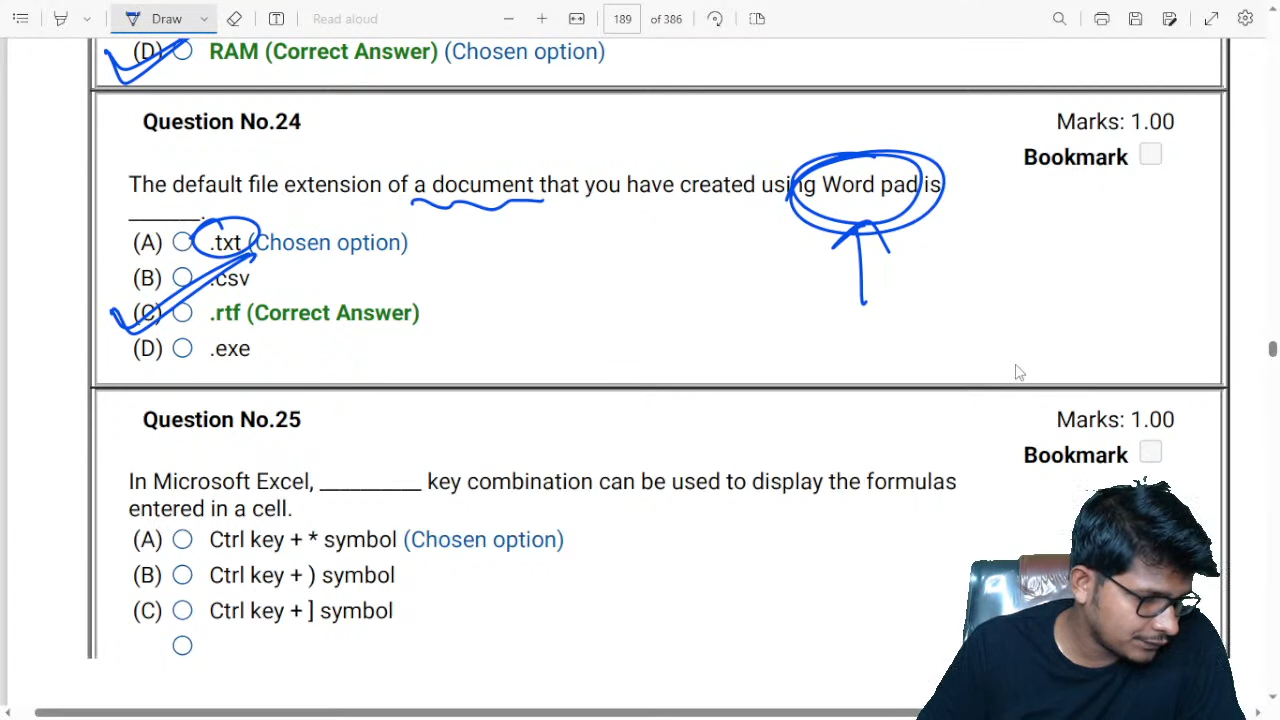 Draw
Read aloud
189
of 386
(D) RAM (Correct Answer) (Chosen option)
Question No.24
Marks: 1.00
Bookmark
The default file extension of a document that you have created using Word pad is
______.
(A) .txt (Chosen option)
(B) .csv
(C) .rtf (Correct Answer)
(D) .exe
Question No.25
Marks: 1.00
Bookmark
In Microsoft Excel, __________ key combination can be used to display the formulas
entered in a cell.
(A) Ctrl key + * symbol (Chosen option)
(B) Ctrl key + ) symbol
(C) Ctrl key + ] symbol